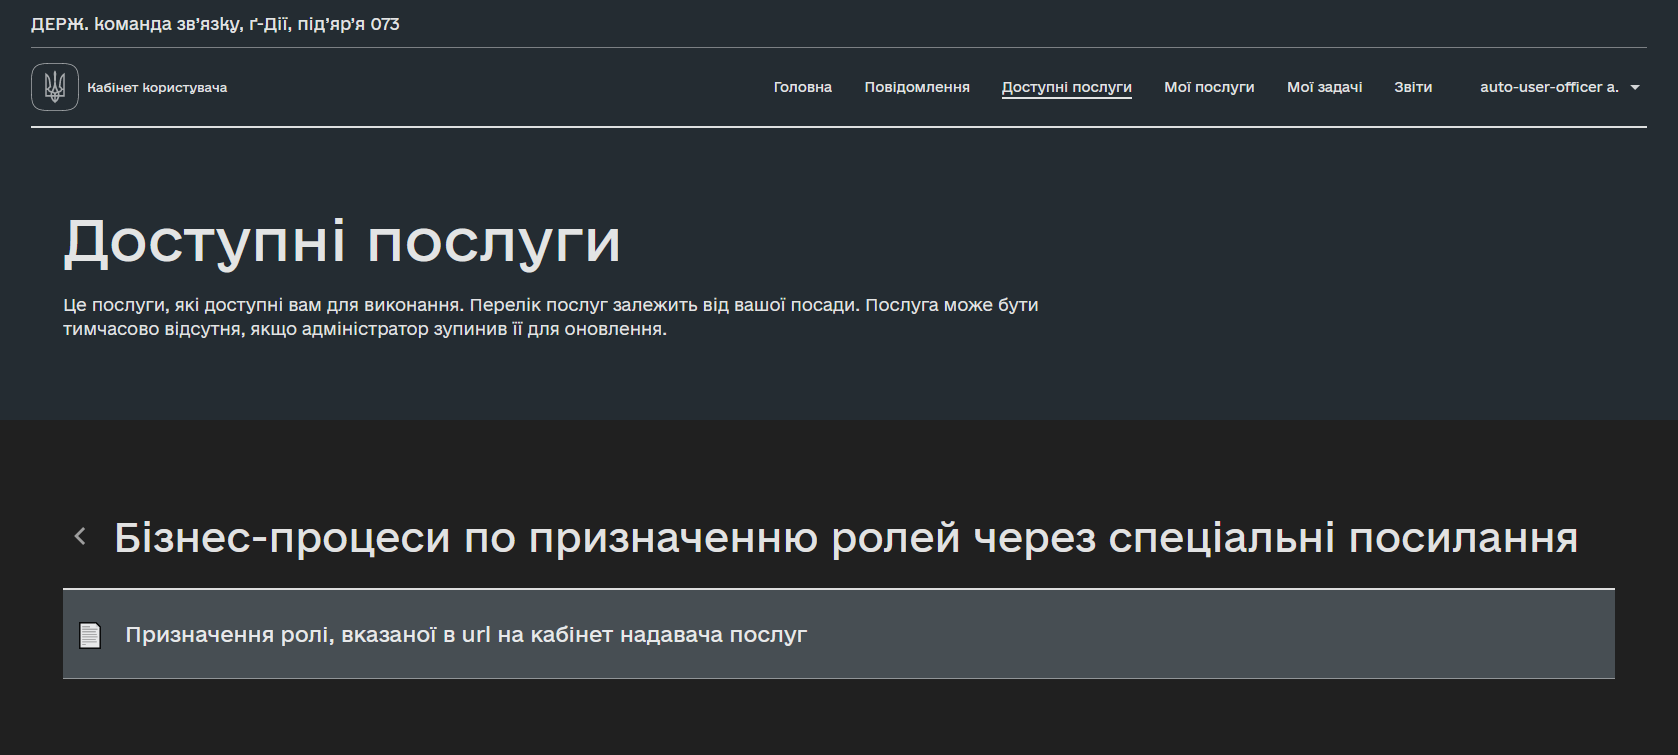 ДЕРЖ. команда зв’язку, ґ-Дії, під’яр’я 073
Кабінет користувача
Головна
Повідомлення
Доступні послуги
Мої послуги
Мої задачі
Звіти
auto-user-officer a.
Доступні послуги
Це послуги, які доступні вам для виконання. Перелік послуг залежить від вашої посади. Послуга може бути
тимчасово відсутня, якщо адміністратор зупинив її для оновлення.
Бізнес-процеси по призначенню ролей через спеціальні посилання
Призначення ролі, вказаної в url на кабінет надавача послуг